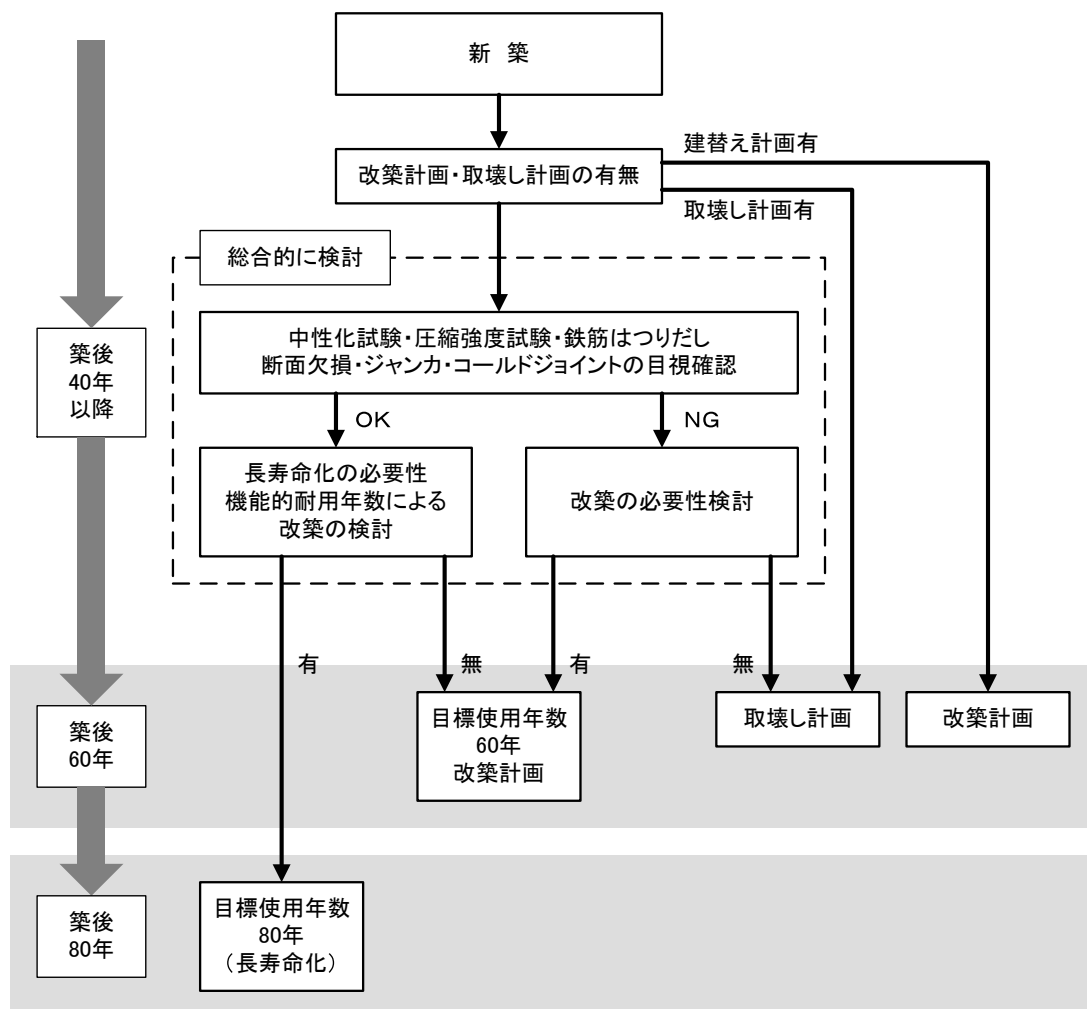 新 築
建替え計画有
改築計画・取壊し計画の有無
取壊し計画有
総合的に検討
築後
40年
以降
中性化試験・圧縮強度試験・鉄筋はつりだし
断面欠損・ジャンカ・コールドジョイントの目視確認
OK
NG
長寿命化の必要性
機能的耐用年数による
改築の検討
改築の必要性検討
有
無
有
無
築後
60年
目標使用年数
60年
改築計画
取壊し計画
改築計画
築後
80年
目標使用年数
80年
（長寿命化）